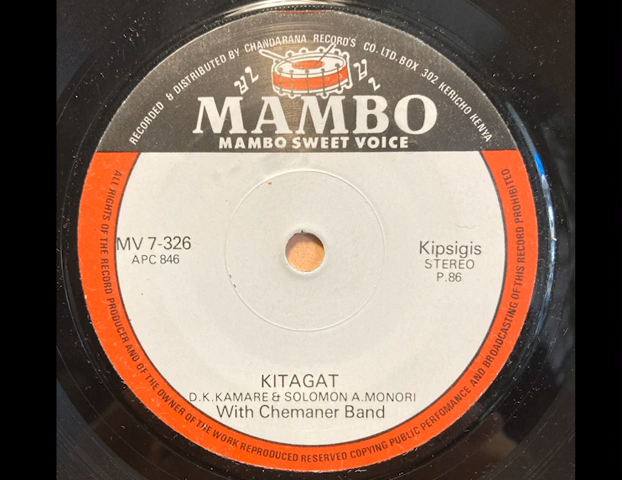 RECORDED & DISTRIBUTED BY CHANDARANA RECORD'S CO. LTD. BOX 302 KERICHO KENYA
MAMBO
MAMBO SWEET VOICE
MV 7-326
APC 846
Kipsigis
STEREO
P.86
KITAGAT
D.K.KAMARE & SOLOMON A.MONORI
With Chemaner Band
ALL RIGHTS OF THE RECORD PRODUCER AND OF THE OWNER OF THE WORK REPRODUCED RESERVED COPYING PUBLIC PERFOMANCE AND BROADCASTING OF THIS RECORD PROHIBITED